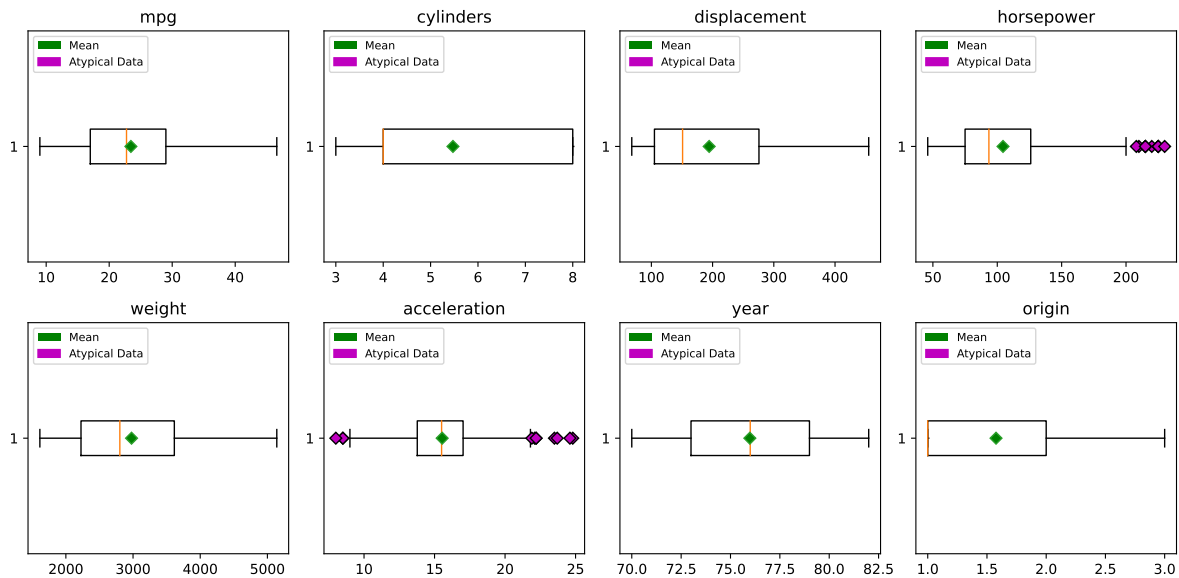 mpg cylinders displacement horsepower
Mean Mean Mean Mean
Atypical Data Atypical Data Atypical Data Atypical Data
1 1 1 1
10 20 30 40 3 4 5 6 7 8 100 200 300 400 50 100 150 200
weight acceleration year origin
Mean Mean Mean Mean
Atypical Data Atypical Data Atypical Data Atypical Data
1 1 1 1
2000 3000 4000 5000 10 15 20 25 70.0 72.5 75.0 77.5 80.0 82.5 1.0 1.5 2.0 2.5 3.0